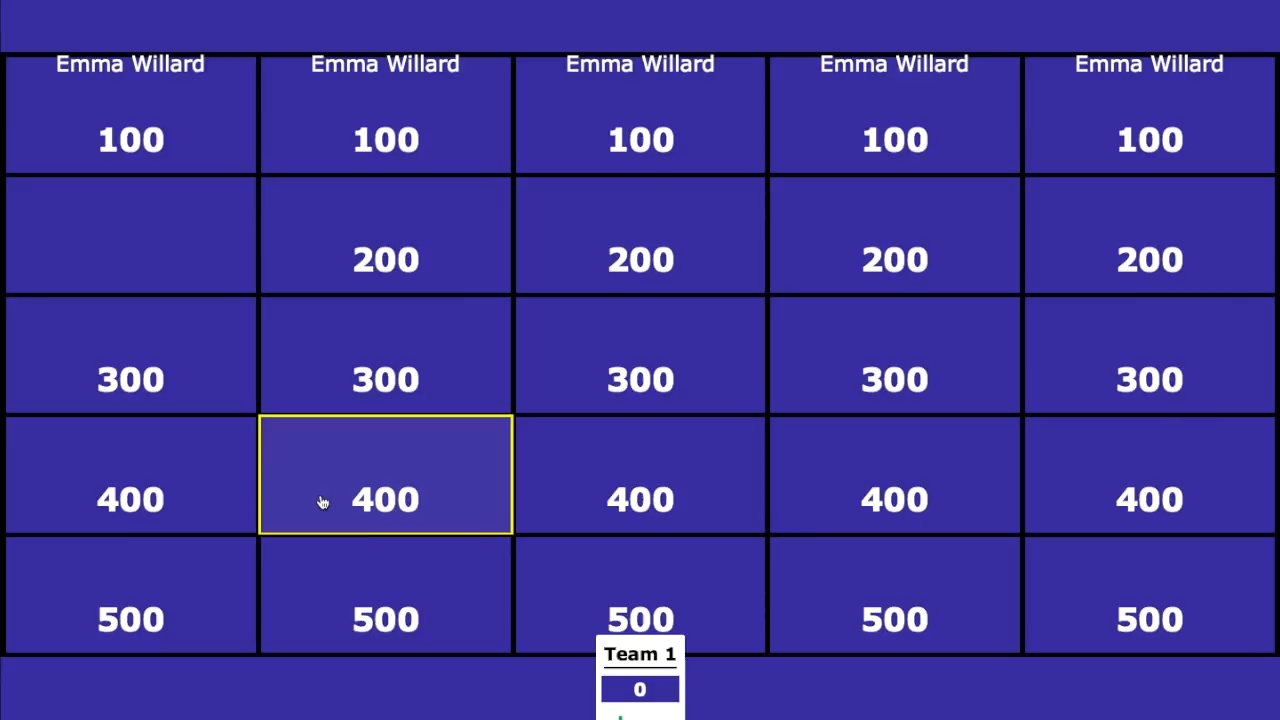 Emma Willard Emma Willard Emma Willard Emma Willard Emma Willard
100 100 100 100 100
200 200 200 200
300 300 300 300 300
400 400 400 400 400
500 500 500 500 500
Team 1
0